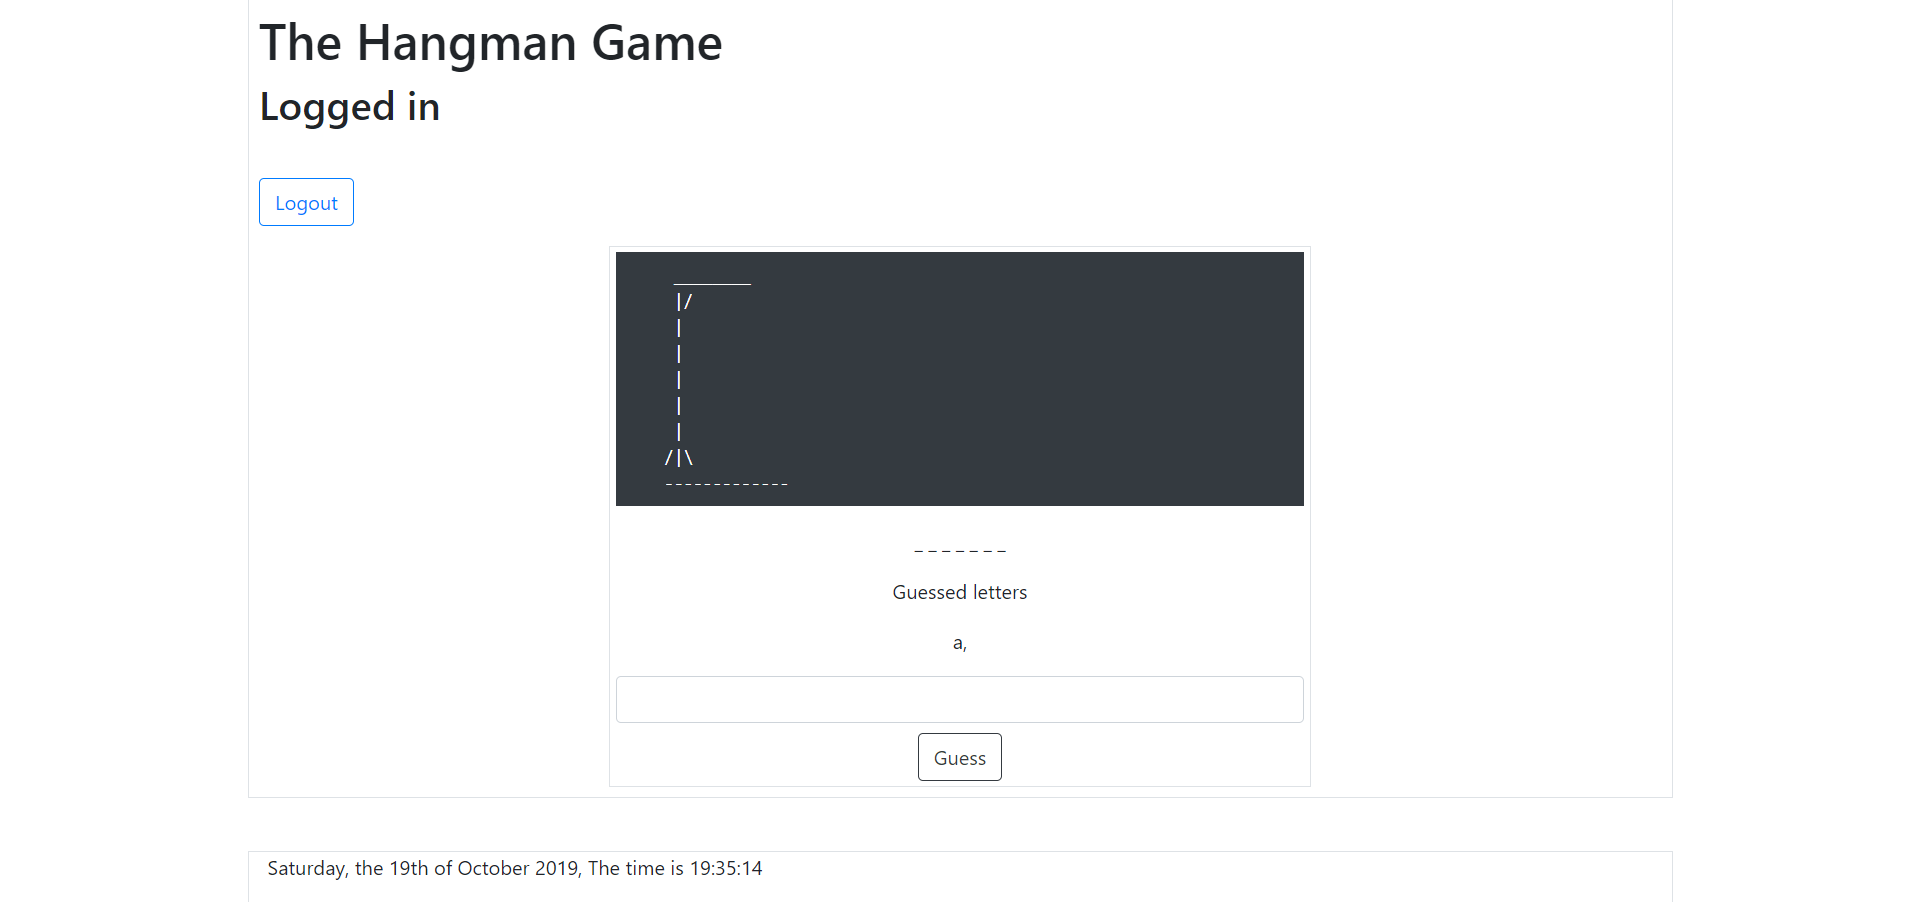 The Hangman Game
Logged in
Logout
________
|/
|
|
|
|
|
/|\
-------------
_ _ _ _ _ _ _
Guessed letters
a,
Guess
Saturday, the 19th of October 2019, The time is 19:35:14